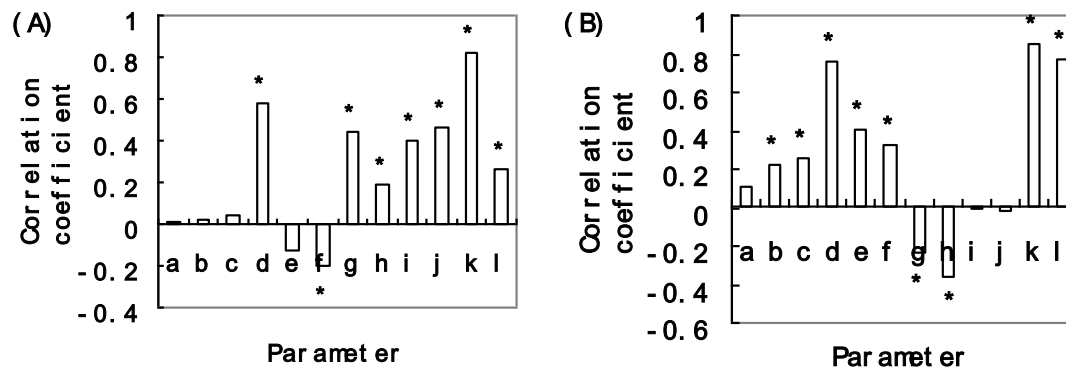 (A)
1
0.8
0.6
0.4
0.2
0
-0.2
-0.4
Correlation
coefficient
* * * * * * * *
a b c d e f g h i j k l
Parameter
(B)
1
0.8
0.6
0.4
0.2
0
-0.2
-0.4
-0.6
Correlation
coefficient
* * * * * * * * *
a b c d e f g h i j k l
Parameter